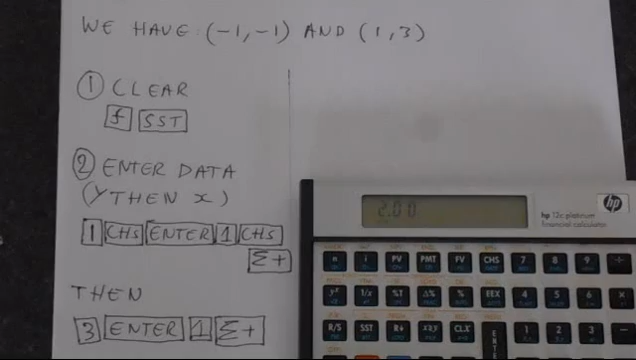 WE HAVE: (-1,-1) AND (1,3)
① CLEAR
f SST
② ENTER DATA
(Y THEN x)
1 CHS ENTER 1 CHS
Σ+
THEN
3 ENTER 1 Σ+
2.00
hp
hp 12c platinum
financial calculator
n i PV PMT FV CHS 7 8 9 ÷
yˣ 1/x %T Δ% % EEX 4 5 6 ×
R/S SST R↓ x≷y CLX 1 2 3 −